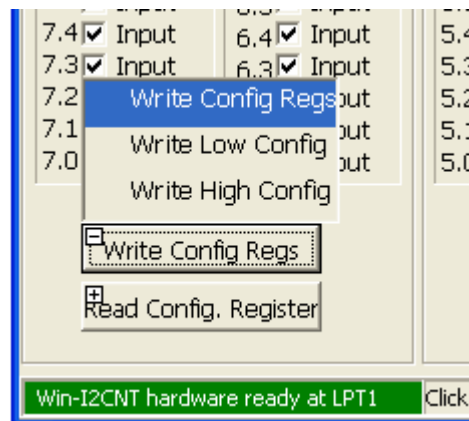 7.4 Input 6.4 Input 5.4
7.3 Input 6.3 Input
7.2
Write Config Regs
7.1
Write Low Config
7.0
Write High Config
Write Config Regs
Read Config. Register
Win-I2CNT hardware ready at LPT1 Click